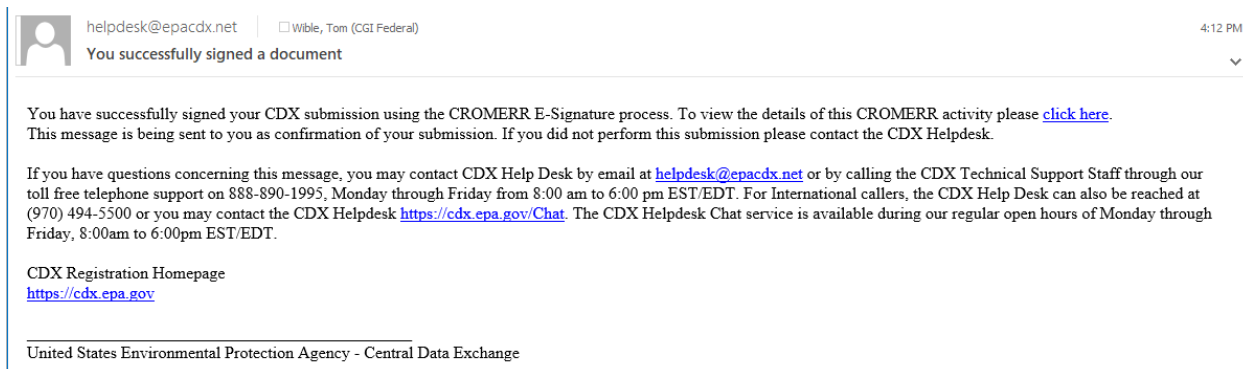 helpdesk@epacdx.net Wible, Tom (CGI Federal) 4:12 PM
You successfully signed a document
You have successfully signed your CDX submission using the CROMERR E-Signature process. To view the details of this CROMERR activity please click here.
This message is being sent to you as confirmation of your submission. If you did not perform this submission please contact the CDX Helpdesk.
If you have questions concerning this message, you may contact CDX Help Desk by email at helpdesk@epacdx.net or by calling the CDX Technical Support Staff through our
toll free telephone support on 888-890-1995, Monday through Friday from 8:00 am to 6:00 pm EST/EDT. For International callers, the CDX Help Desk can also be reached at
(970) 494-5500 or you may contact the CDX Helpdesk https://cdx.epa.gov/Chat. The CDX Helpdesk Chat service is available during our regular open hours of Monday through
Friday, 8:00am to 6:00pm EST/EDT.
CDX Registration Homepage
https://cdx.epa.gov
United States Environmental Protection Agency - Central Data Exchange